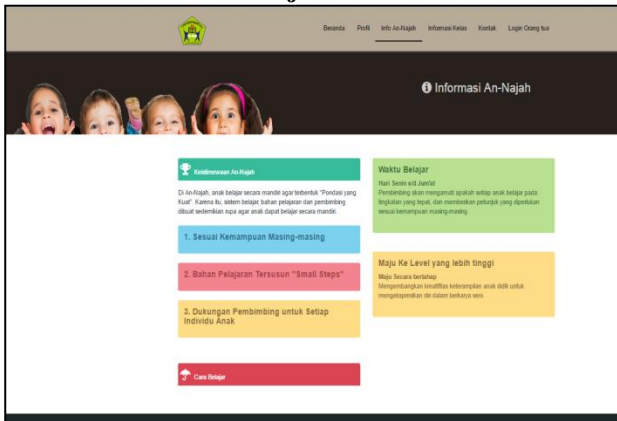 Beranda Profil Info An-Najah Informasi Kelas Kontak Login Orang tua
Informasi An-Najah
Keistimewaan An-Najah
Di An-Najah, anak belajar secara mandiri agar terbentuk "Pondasi yang
Kuat". Karena itu, sistem belajar, bahan pelajaran dan pembimbing
dibuat sedemikian rupa agar anak dapat belajar secara mandiri.
1. Sesuai Kemampuan Masing-masing
2. Bahan Pelajaran Tersusun "Small Steps"
3. Dukungan Pembimbing untuk Setiap
Individu Anak
Cara Belajar
Waktu Belajar
Hari Senin s/d Jum'at
Pembimbing akan mengamati apakah setiap anak belajar pada
tingkatan yang tepat, dan memberikan petunjuk yang diperlukan
sesuai kemampuan masing-masing.
Maju Ke Level yang lebih tinggi
Maju Secara bertahap
Mengembangkan kreatifitas keterampilan anak didik untuk
mengekspresikan diri dalam berkarya seni.